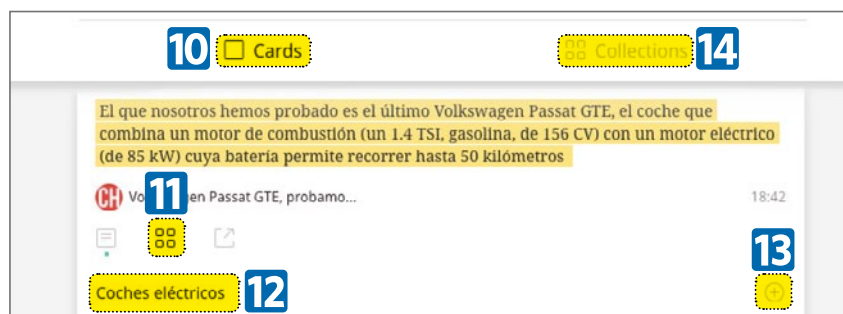 10 Cards Collections 14
El que nosotros hemos probado es el último Volkswagen Passat GTE, el coche que
combina un motor de combustión (un 1.4 TSI, gasolina, de 156 CV) con un motor eléctrico
(de 85 kW) cuya batería permite recorrer hasta 50 kilómetros
CH Vo 11 en Passat GTE, probamo... 18:42
13
Coches eléctricos 12